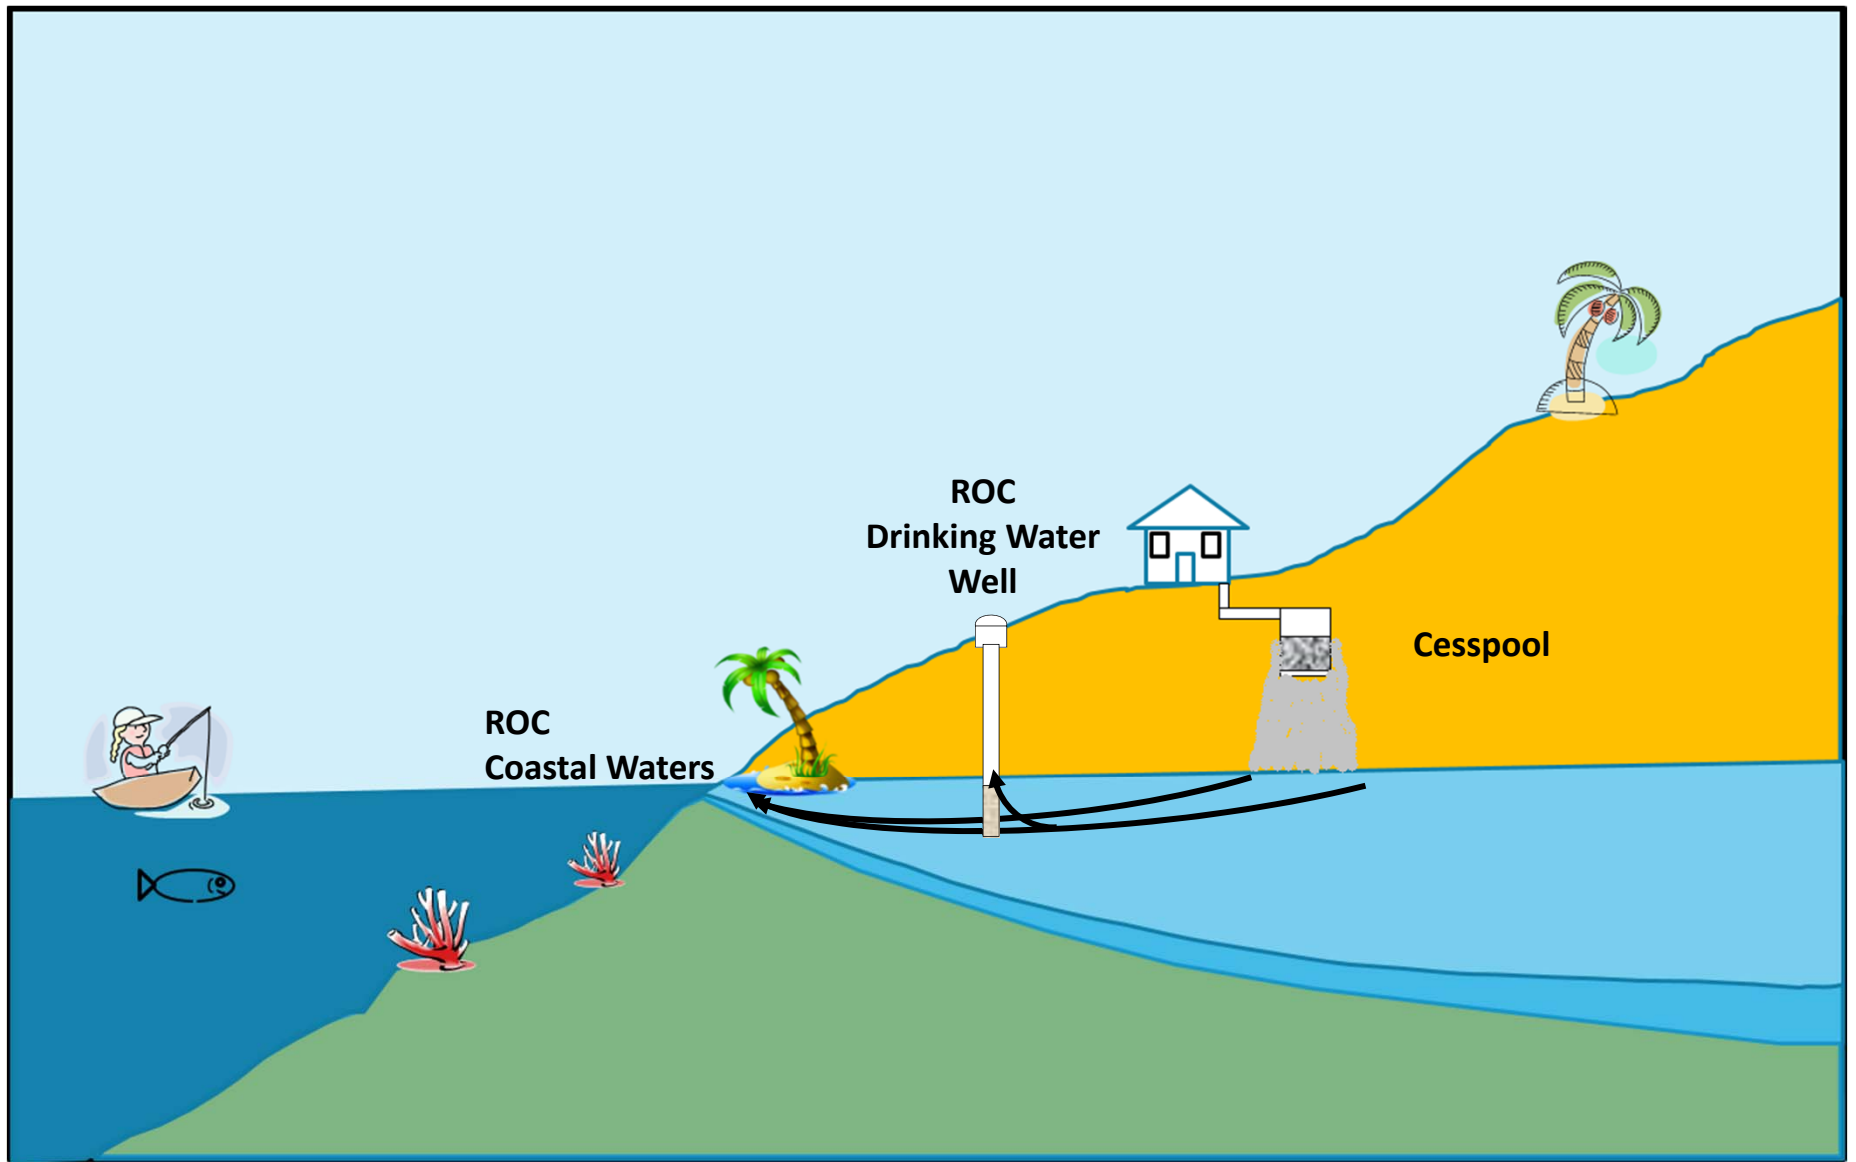 ROC
Drinking Water
Well
Cesspool
ROC
Coastal Waters